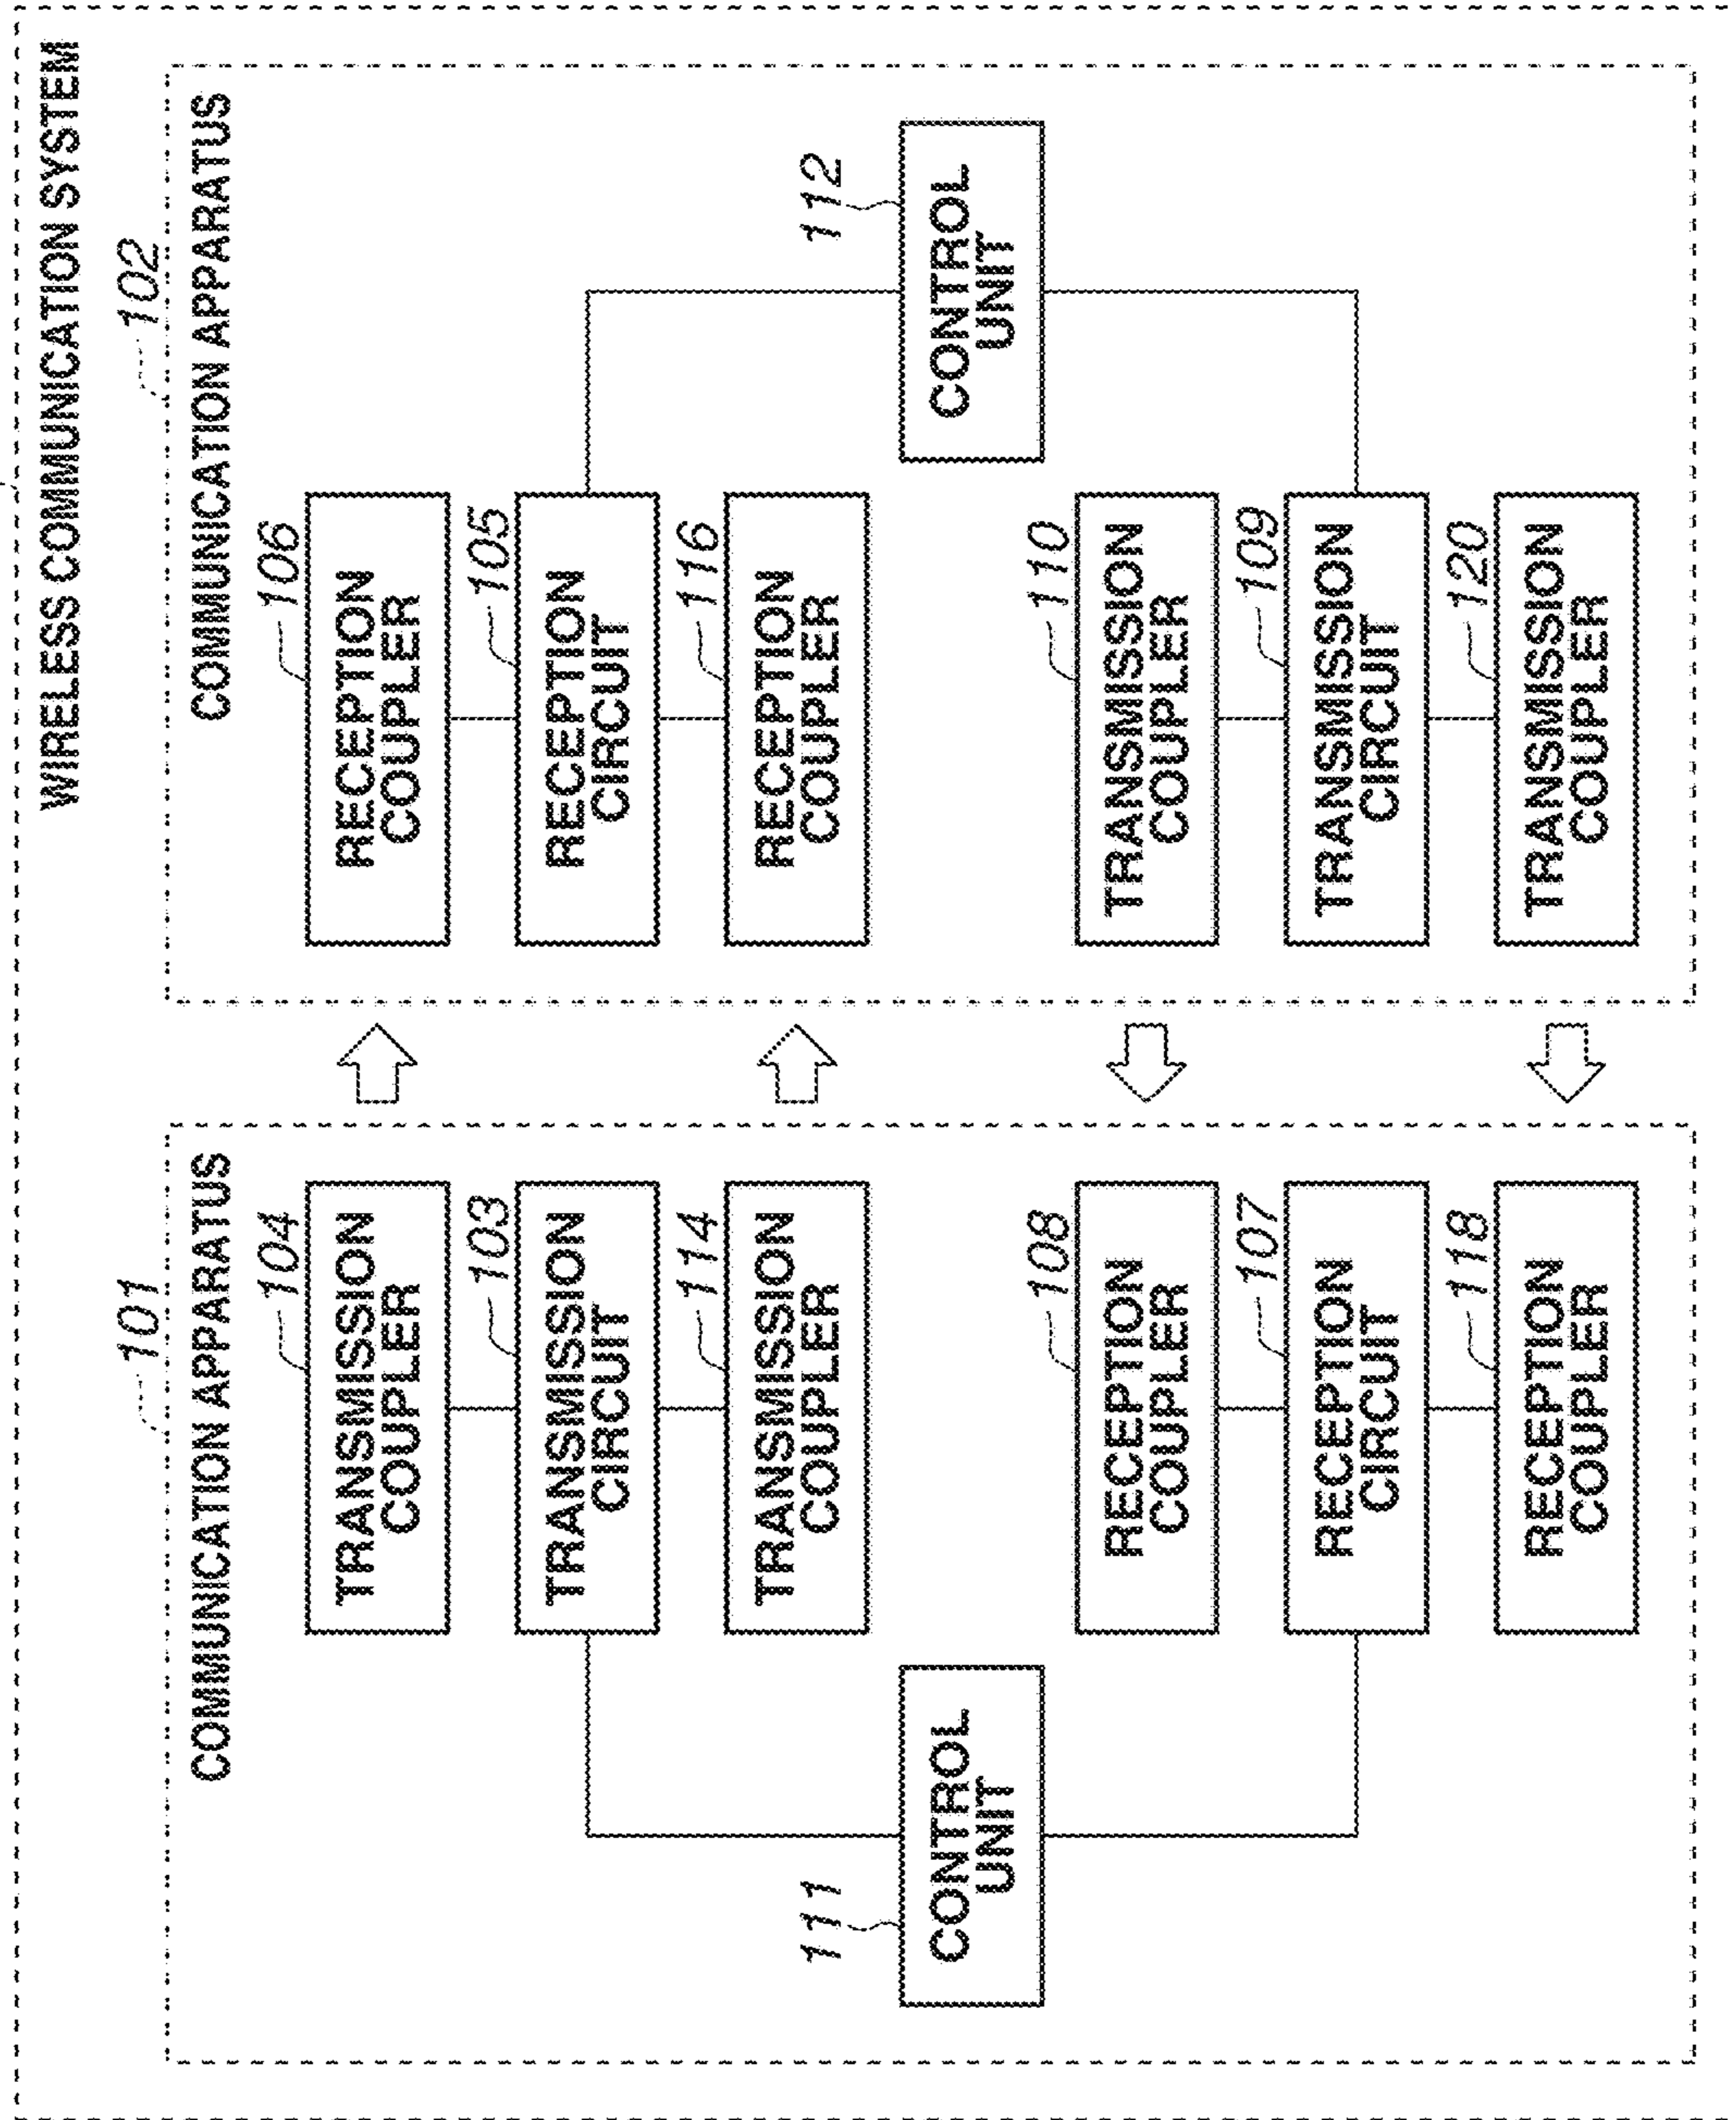 WIRELESS COMMUNICATION SYSTEM
101
COMMUNICATION APPARATUS
104
TRANSMISSION
COUPLER
103
TRANSMISSION
CIRCUIT
114
TRANSMISSION
COUPLER
111
CONTROL
UNIT
108
RECEPTION
COUPLER
107
RECEPTION
CIRCUIT
118
RECEPTION
COUPLER
102
COMMUNICATION APPARATUS
106
RECEPTION
COUPLER
105
RECEPTION
CIRCUIT
116
RECEPTION
COUPLER
112
CONTROL
UNIT
110
TRANSMISSION
COUPLER
109
TRANSMISSION
CIRCUIT
120
TRANSMISSION
COUPLER